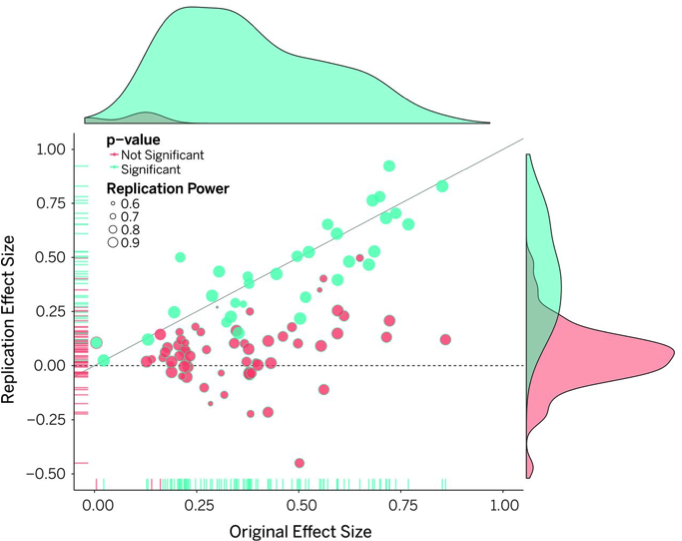 p−value
Not Significant
Significant
Replication Power
0.6
0.7
0.8
0.9
Replication Effect Size
1.00
0.75
0.50
0.25
0.00
−0.25
−0.50
0.00 0.25 0.50 0.75 1.00
Original Effect Size